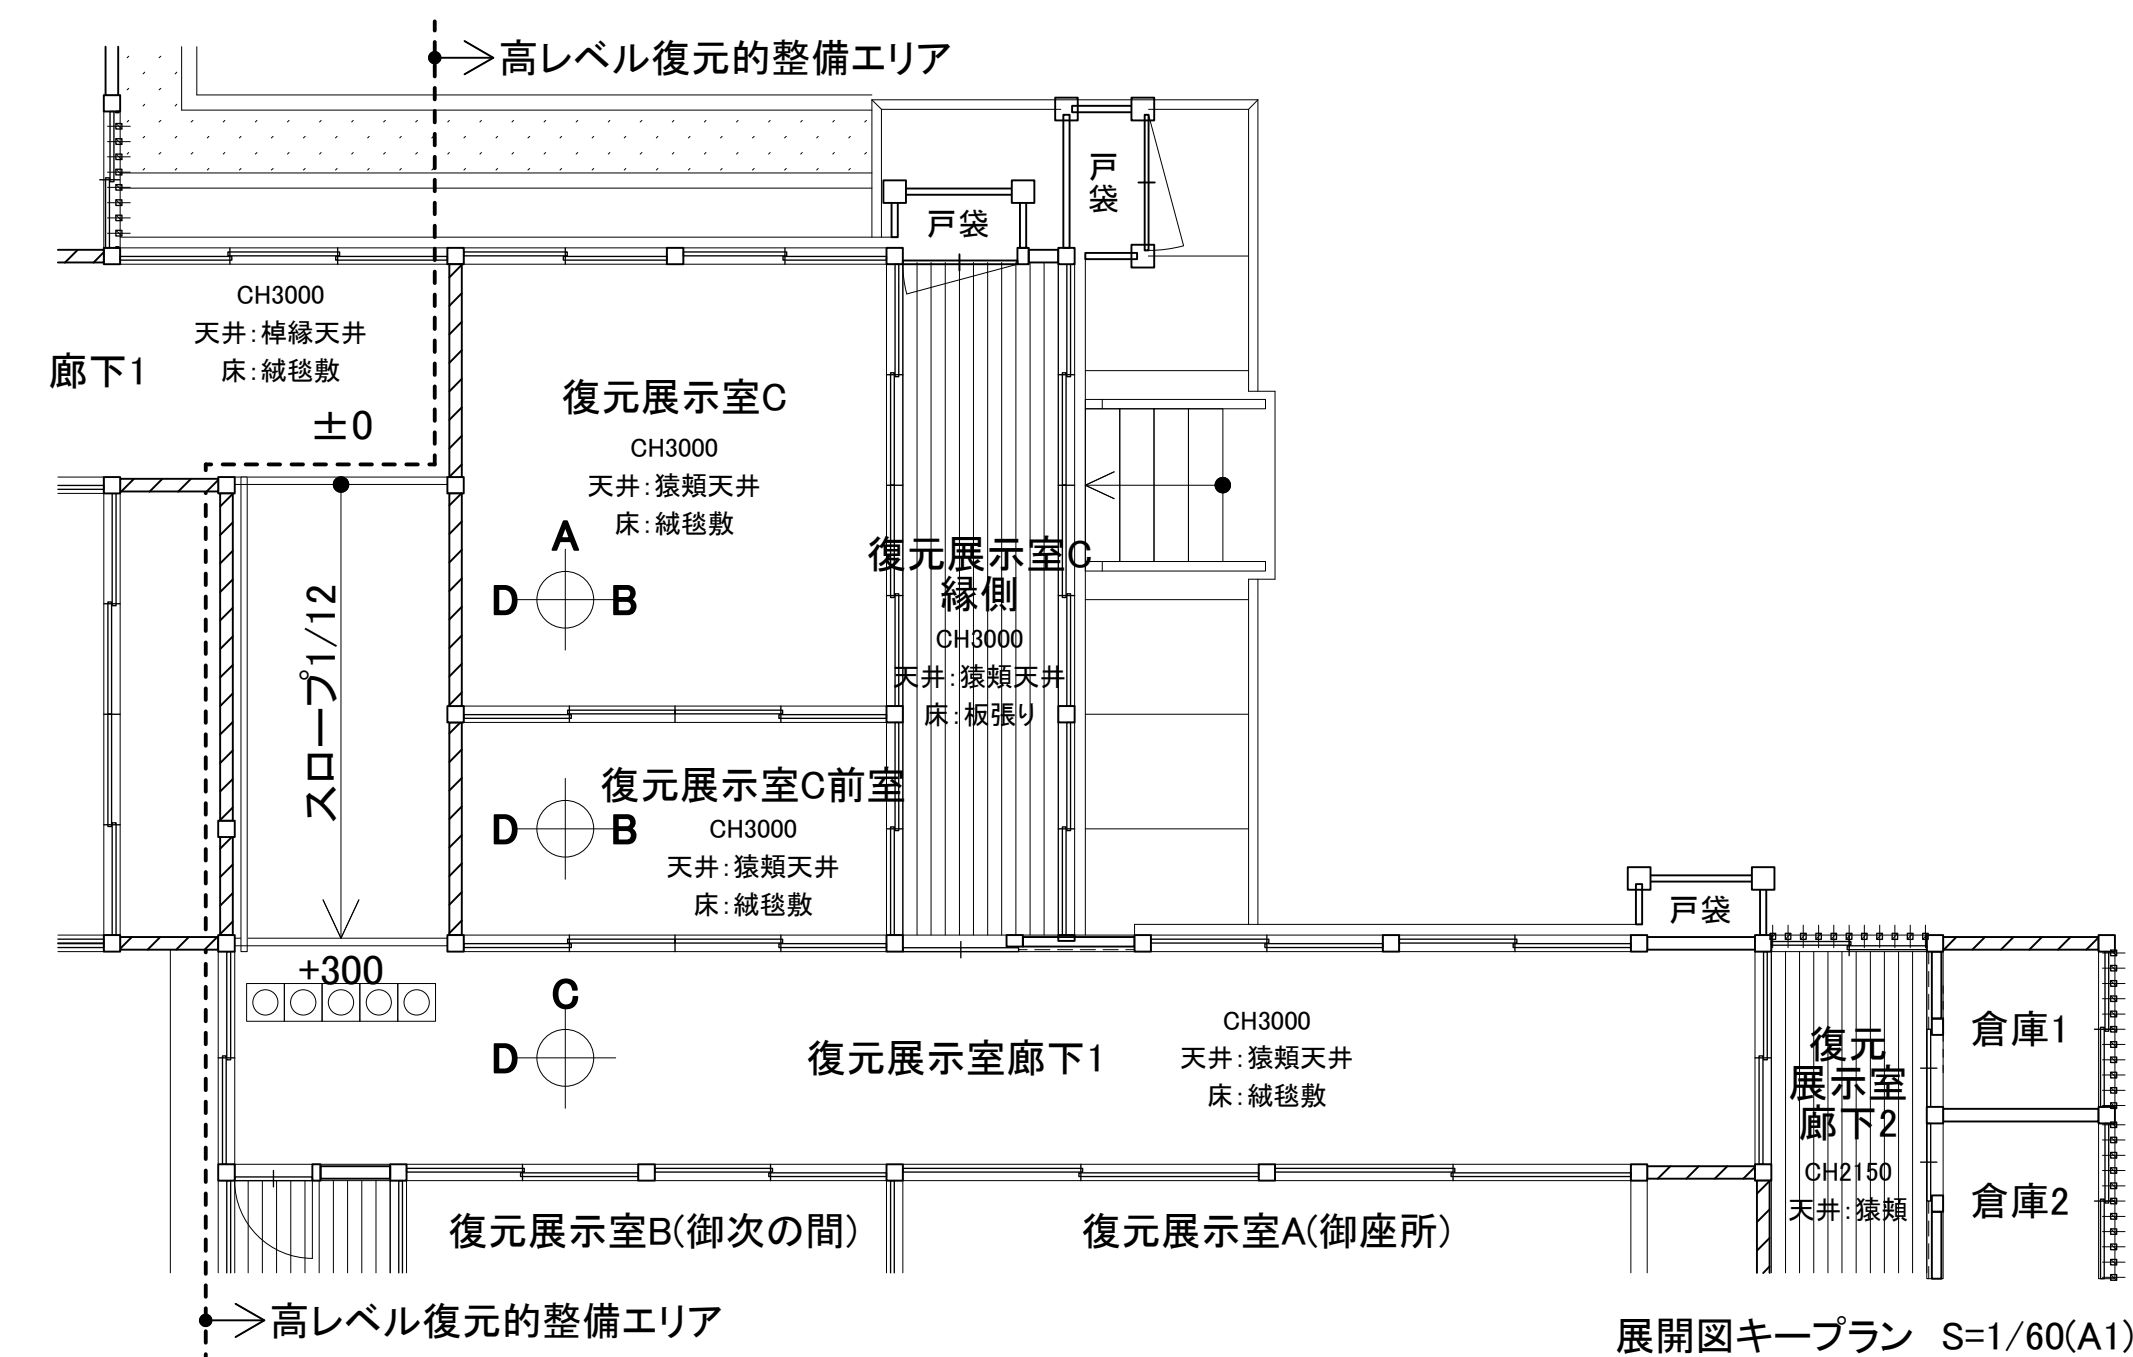 高レベル復元的整備エリア
戸
袋
戸袋
CH3000
天井:棹縁天井
床:絨毯敷
廊下1
±0
復元展示室C
CH3000
天井:猿頬天井
床:絨毯敷
A
D
B
復元展示室C
縁側
CH3000
天井:猿頬天井
床:板張り
スロープ1/12
復元展示室C前室
CH3000
天井:猿頬天井
床:絨毯敷
D
B
戸袋
+300
C
D
復元展示室廊下1
CH3000
天井:猿頬天井
床:絨毯敷
復元
展示室
廊下2
CH2150
天井:猿頬
倉庫1
倉庫2
復元展示室B(御次の間)
復元展示室A(御座所)
高レベル復元的整備エリア
展開図キープラン S=1/60(A1)